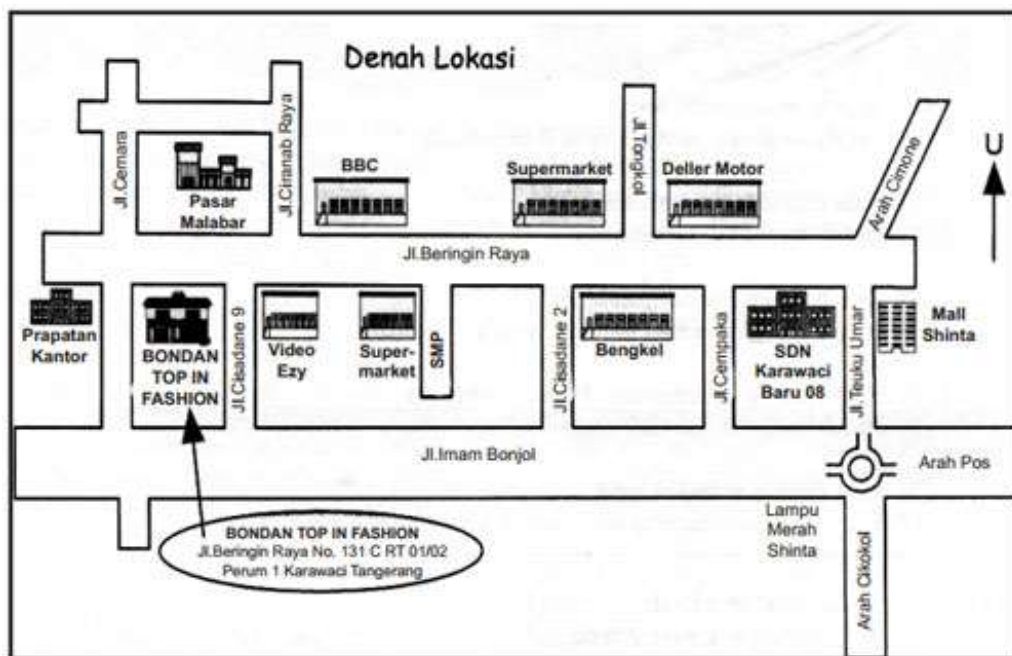 Denah Lokasi
Jl.Cemara
Jl.Ciranab Raya
Pasar
Malabar
BBC
Supermarket
Jl.Tongkol
Deller Motor
Arah Cimone
U
Jl.Beringin Raya
Prapatan
Kantor
BONDAN
TOP IN
FASHION
Jl.Cisadane 9
Video
Ezy
Super-
market
SMP
Jl.Cisadane 2
Bengkel
Jl.Cempaka
SDN
Karawaci
Baru 08
Jl.Teuku Umar
Mall
Shinta
Jl.Imam Bonjol
Arah Pos
Lampu
Merah
Shinta
Arah Cikokol
BONDAN TOP IN FASHION
Jl.Beringin Raya No. 131 C RT 01/02
Perum 1 Karawaci Tangerang